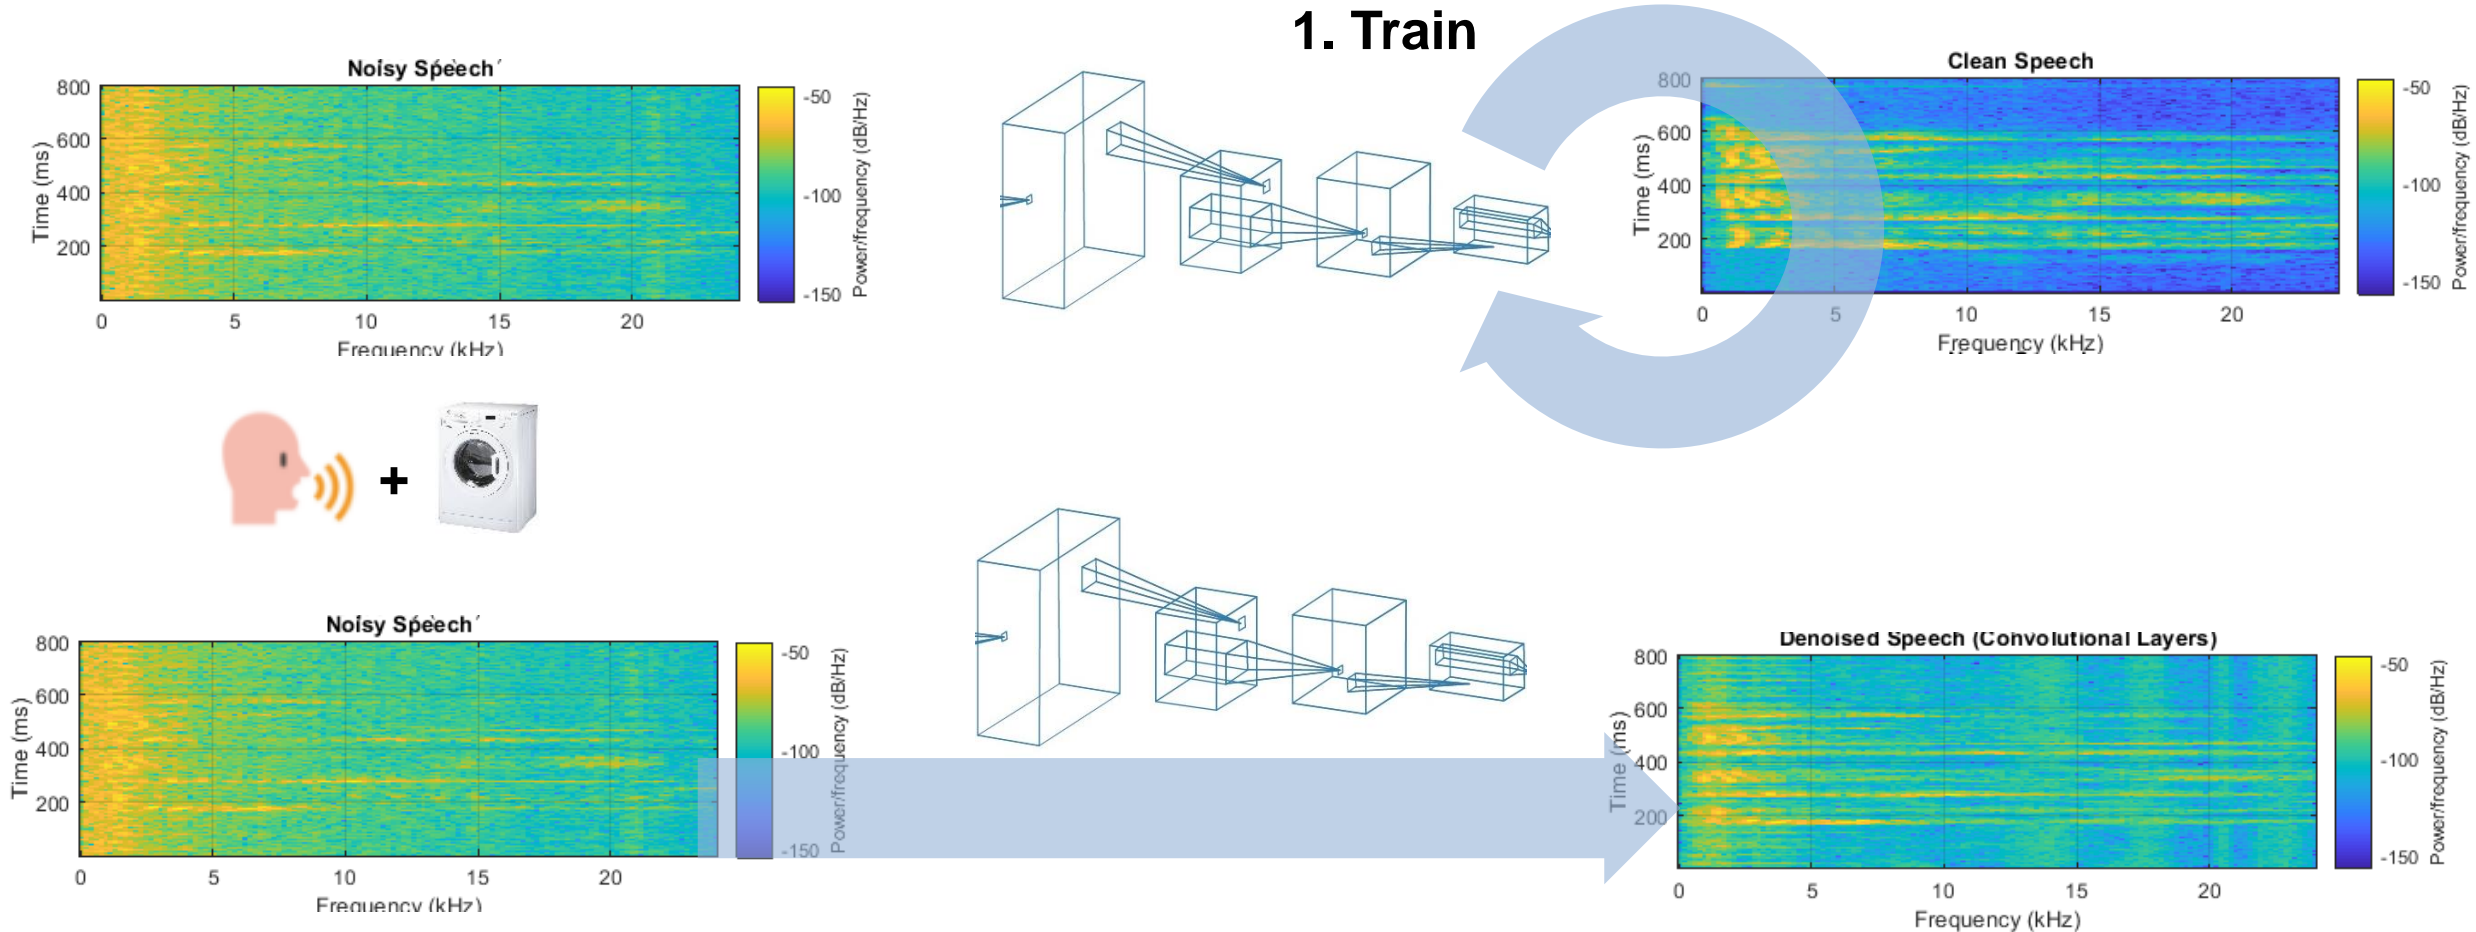 1. Train
Noisy Speech
800
600
400
200
Time (ms)
0 5 10 15 20
Frequency (kHz)
-50
-100
-150
Power/frequency (dB/Hz)
Clean Speech
800
600
400
200
Time (ms)
0 5 10 15 20
Frequency (kHz)
-50
-100
-150
Power/frequency (dB/Hz)
+
Noisy Speech
800
600
400
200
Time (ms)
0 5 10 15 20
Frequency (kHz)
-50
-100
-150
Power/frequency (dB/Hz)
Denoised Speech (Convolutional Layers)
800
600
400
200
Time (ms)
0 5 10 15 20
Frequency (kHz)
-50
-100
-150
Power/frequency (dB/Hz)